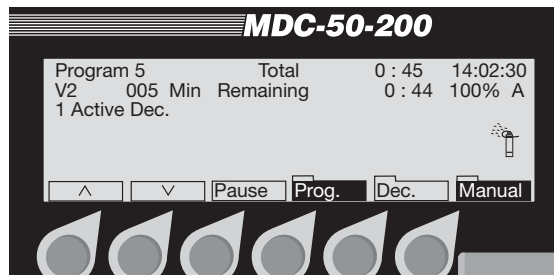 MDC-50-200
Program 5 Total 0 : 45 14:02:30
V2 005 Min Remaining 0 : 44 100% A
1 Active Dec.
Pause Prog. Dec. Manual